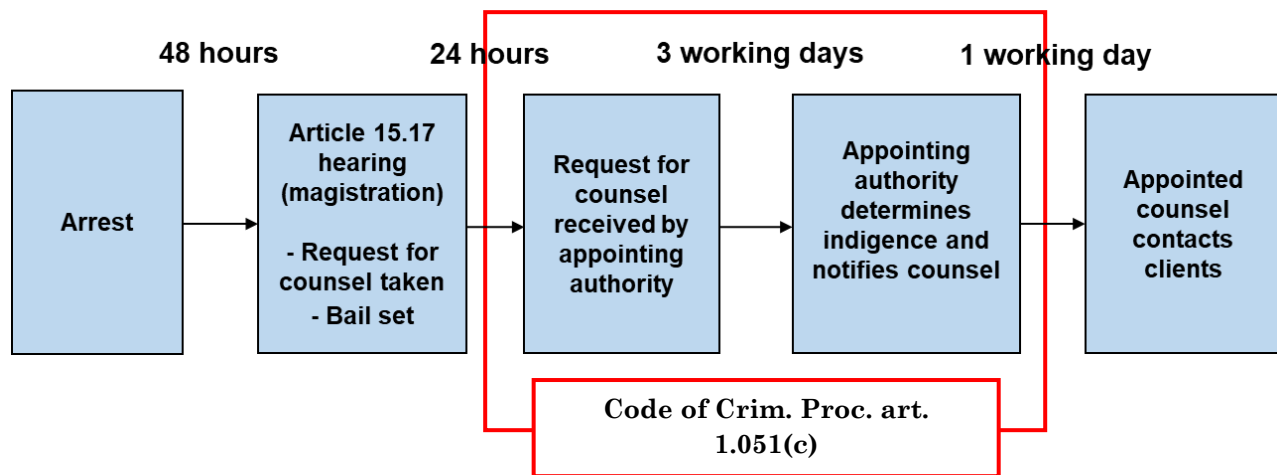 48 hours
24 hours
3 working days
1 working day
Arrest
Article 15.17
hearing
(magistration)
- Request for
counsel taken
- Bail set
Request for
counsel
received by
appointing
authority
Appointing
authority
determines
indigence and
notifies counsel
Appointed
counsel
contacts
clients
Code of Crim. Proc. art.
1.051(c)